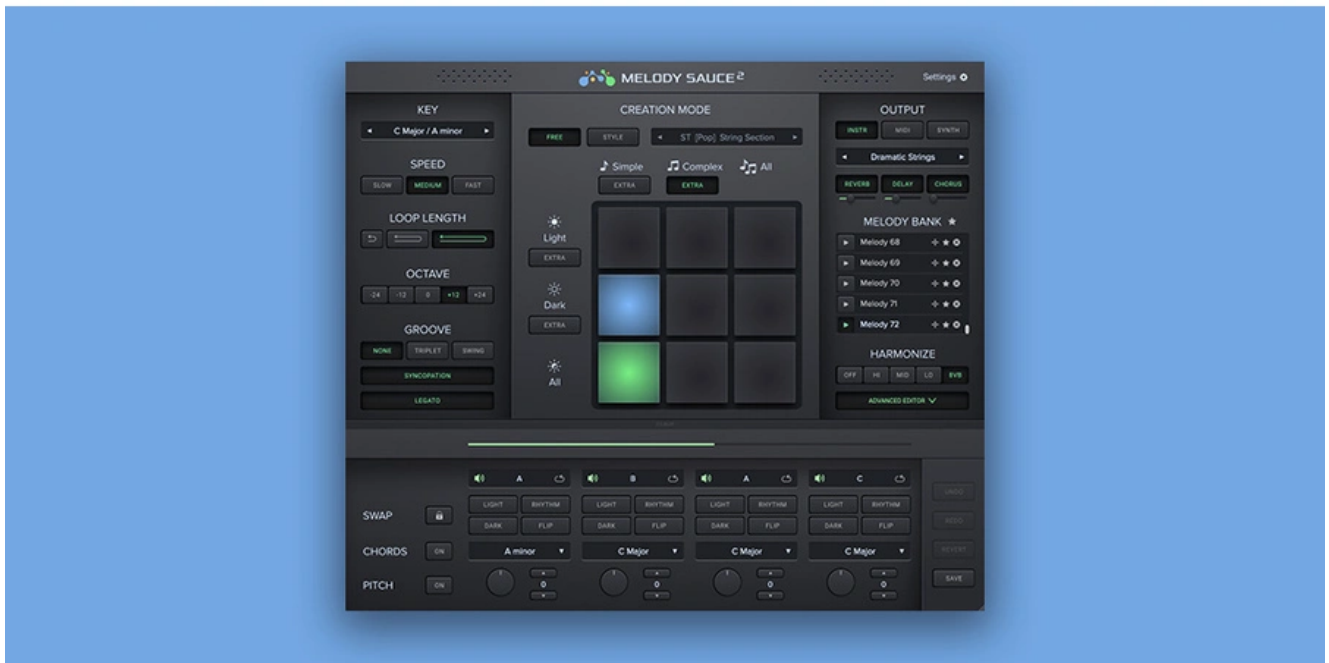 MELODY SAUCE²
Settings
KEY
C Major / A minor
SPEED
SLOW MEDIUM FAST
LOOP LENGTH
OCTAVE
-24 -12 0 +12 +24
GROOVE
NONE TRIPLET SWING
SYNCOPATION
LEGATO
CREATION MODE
FREE STYLE ST [Pop] String Section
Simple Complex All
EXTRA EXTRA
Light
EXTRA
Dark
EXTRA
All
OUTPUT
INSTR MIDI SYNTH
Dramatic Strings
REVERB DELAY CHORUS
MELODY BANK
Melody 68
Melody 69
Melody 70
Melody 71
Melody 72
HARMONIZE
OFF HI MID LO 8VB
ADVANCED EDITOR
A B A C
SWAP
LIGHT RHYTHM LIGHT RHYTHM LIGHT RHYTHM LIGHT RHYTHM
DARK FLIP DARK FLIP DARK FLIP DARK FLIP
CHORDS ON A minor C Major C Major C Major
PITCH ON 0 0 0 0
UNDO
REDO
REVERT
SAVE